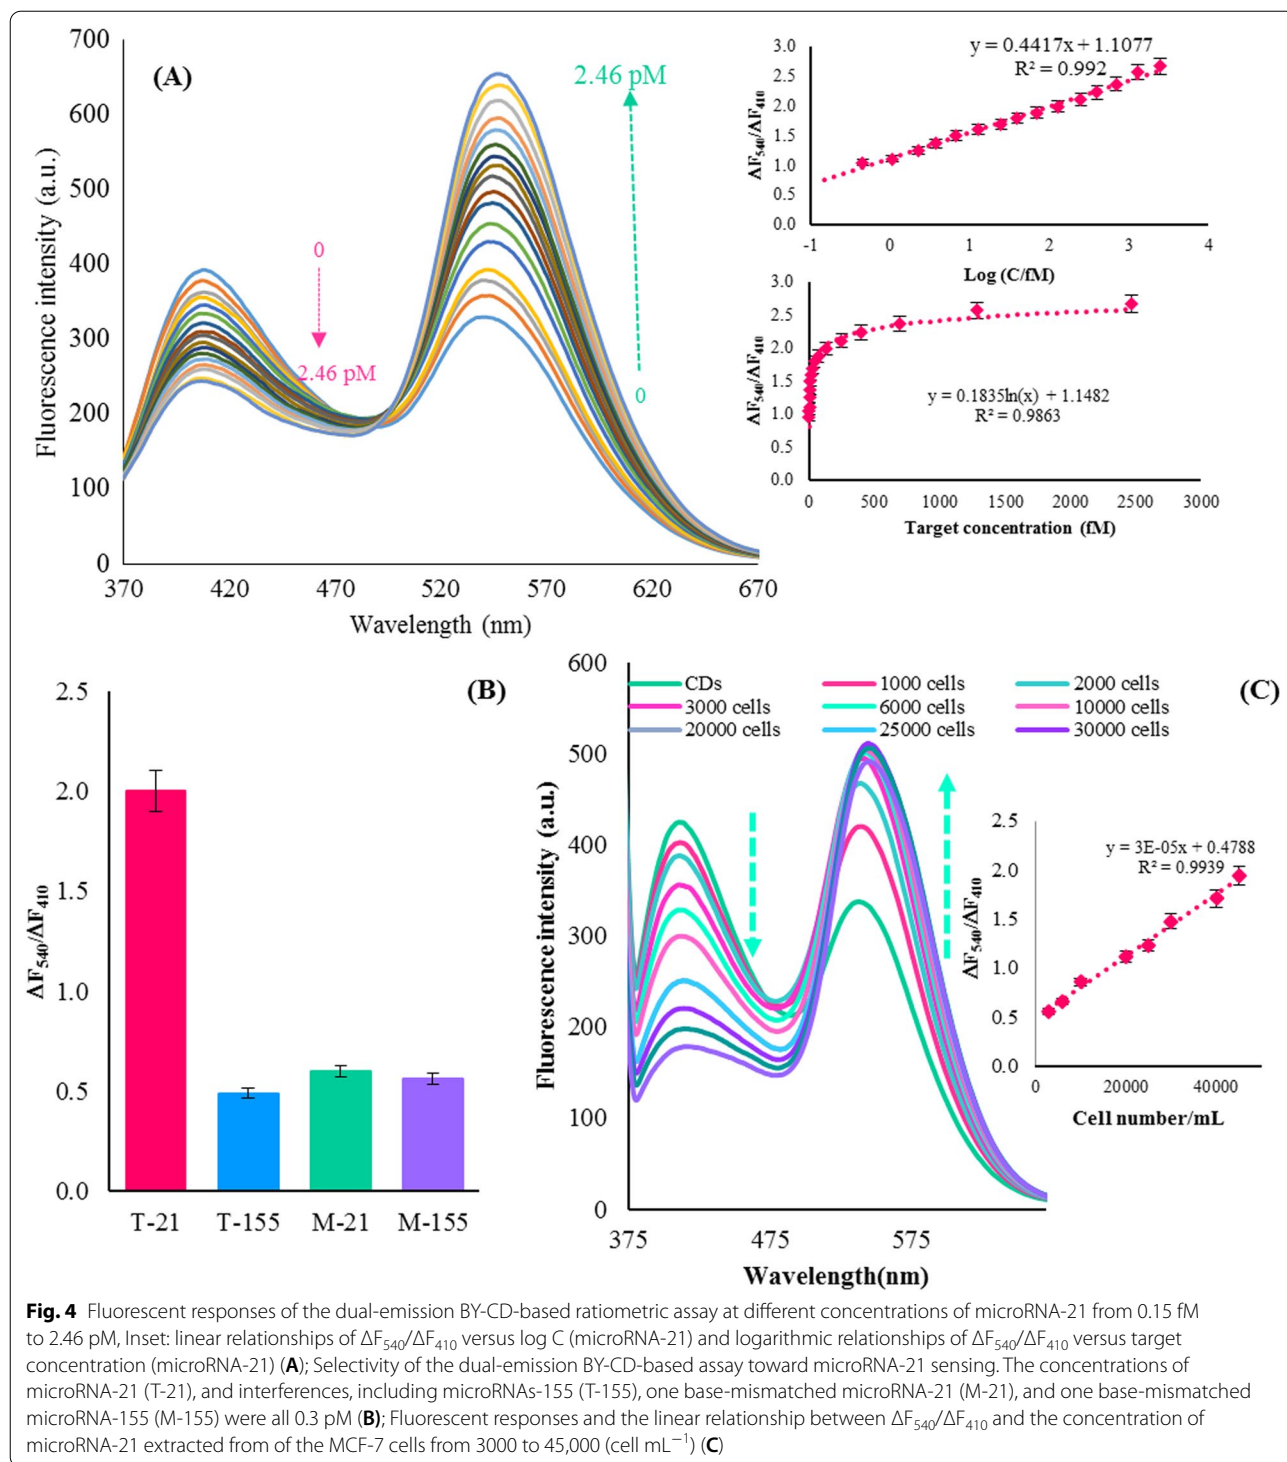 (A)
700
600
500
400
300
200
100
0
Fluorescence intensity (a.u.)
370 420 470 520 570 620 670
Wavelength (nm)
0
2.46 pM
2.46 pM
0
y = 0.4417x + 1.1077
R² = 0.992
3.0
2.5
2.0
1.5
1.0
0.5
0.0
ΔF540/ΔF410
-1 0 1 2 3 4
Log (C/fM)
3.0
2.5
2.0
1.5
1.0
0.5
0.0
ΔF540/ΔF410
y = 0.1835ln(x) + 1.1482
R² = 0.9863
0 500 1000 1500 2000 2500 3000
Target concentration (fM)
(B)
2.5
2.0
1.5
1.0
0.5
0.0
ΔF540/ΔF410
T-21 T-155 M-21 M-155
(C)
600
500
400
300
200
100
0
Fluorescence intensity (a.u.)
CDs 1000 cells 2000 cells
3000 cells 6000 cells 10000 cells
20000 cells 25000 cells 30000 cells
375 475 575
Wavelength(nm)
y = 3E-05x + 0.4788
R² = 0.9939
2.5
2.0
1.5
1.0
0.5
0.0
ΔF540/ΔF410
0 20000 40000
Cell number/mL
Fig. 4 Fluorescent responses of the dual-emission BY-CD-based ratiometric assay at different concentrations of microRNA-21 from 0.15 fM
to 2.46 pM, Inset: linear relationships of ΔF540/ΔF410 versus log C (microRNA-21) and logarithmic relationships of ΔF540/ΔF410 versus target
concentration (microRNA-21) (A); Selectivity of the dual-emission BY-CD-based assay toward microRNA-21 sensing. The concentrations of
microRNA-21 (T-21), and interferences, including microRNAs-155 (T-155), one base-mismatched microRNA-21 (M-21), and one base-mismatched
microRNA-155 (M-155) were all 0.3 pM (B); Fluorescent responses and the linear relationship between ΔF540/ΔF410 and the concentration of
microRNA-21 extracted from of the MCF-7 cells from 3000 to 45,000 (cell mL−1) (C)